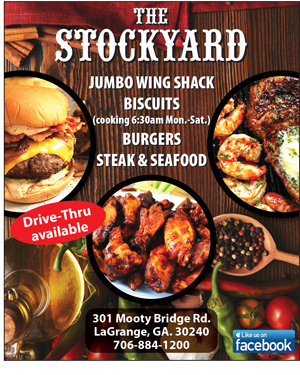 THE
STOCKYARD
JUMBO WING SHACK
BISCUITS
(cooking 6:30am Mon.-Sat.)
BURGERS
STEAK & SEAFOOD
Drive-Thru
available
301 Mooty Bridge Rd.
LaGrange, GA. 30240
706-884-1200
Like us on
facebook